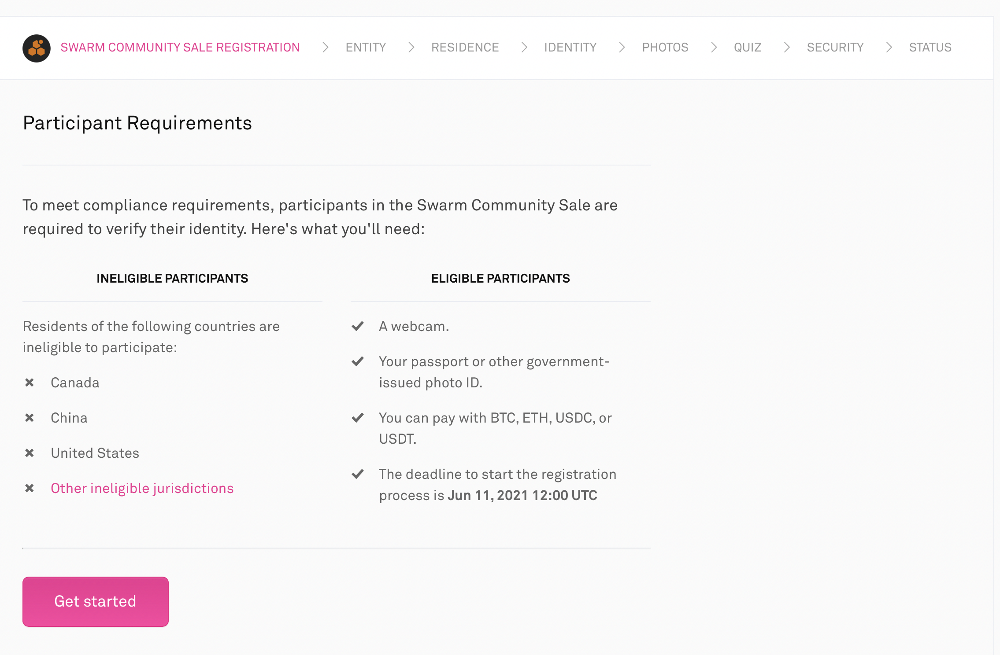 SWARM COMMUNITY SALE REGISTRATION > ENTITY > RESIDENCE > IDENTITY > PHOTOS > QUIZ > SECURITY > STATUS
Participant Requirements
To meet compliance requirements, participants in the Swarm Community Sale are
required to verify their identity. Here's what you'll need:
INELIGIBLE PARTICIPANTS
Residents of the following countries are
ineligible to participate:
Canada
China
United States
Other ineligible jurisdictions
ELIGIBLE PARTICIPANTS
A webcam.
Your passport or other government-
issued photo ID.
You can pay with BTC, ETH, USDC, or
USDT.
The deadline to start the registration
process is Jun 11, 2021 12:00 UTC
Get started